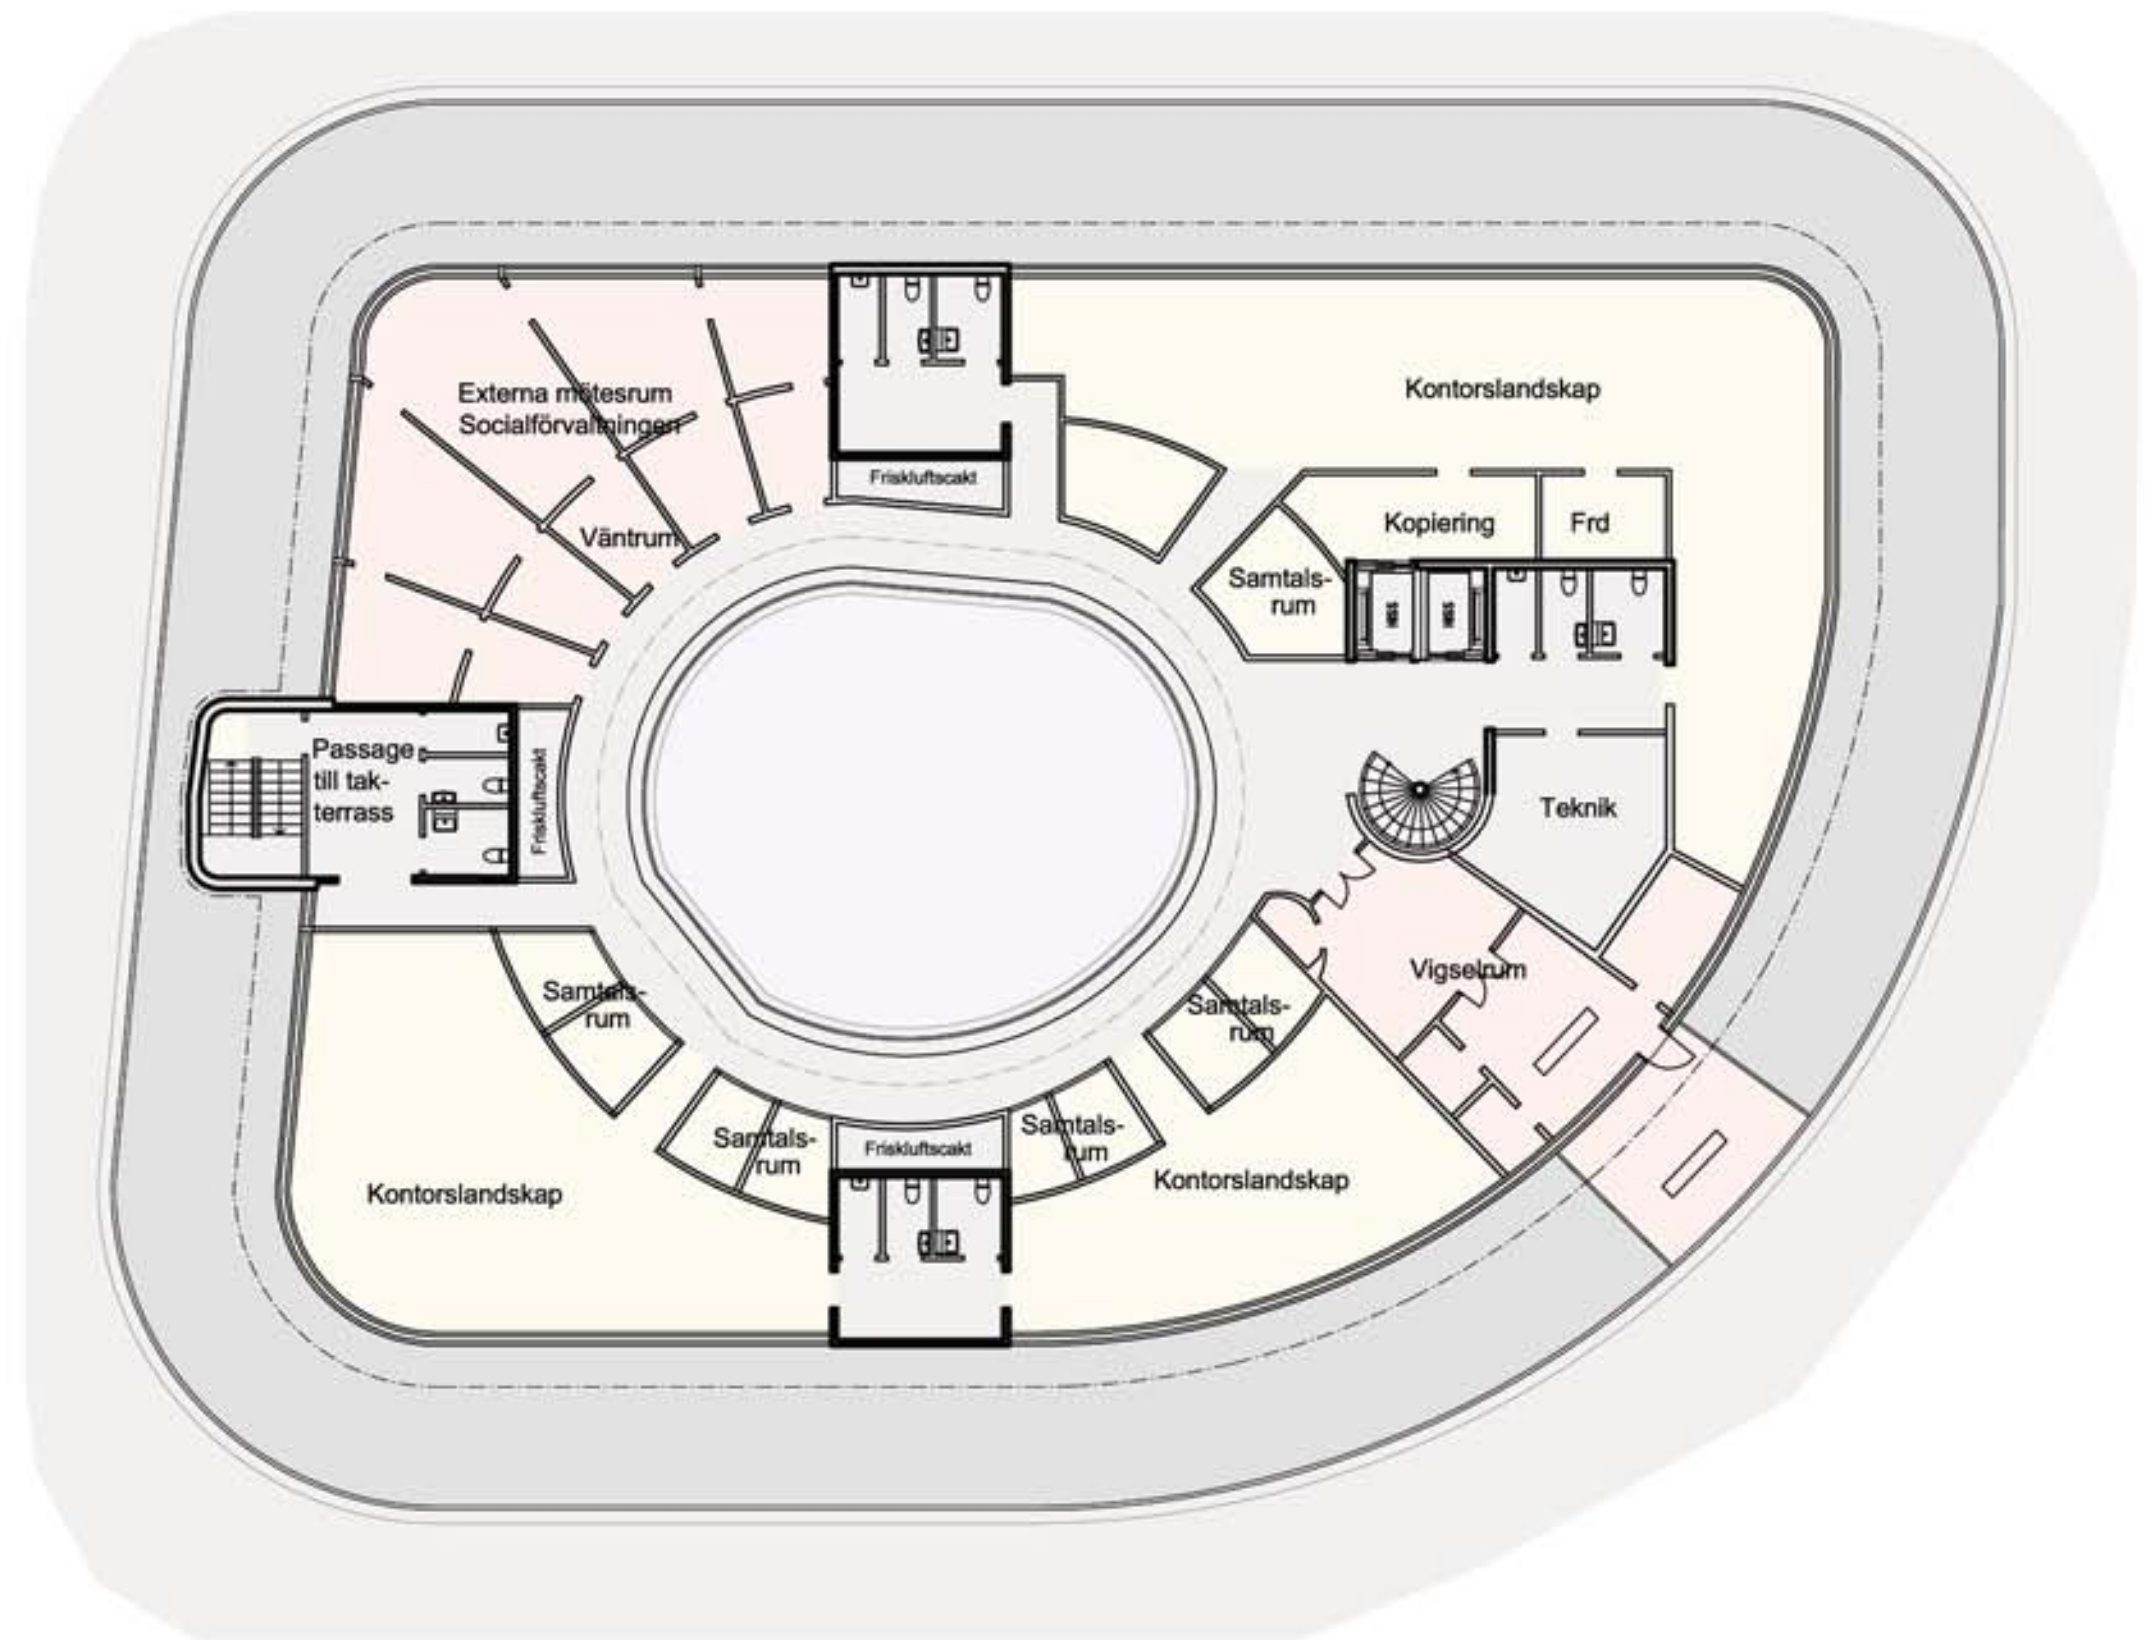 Externa mötesrum
Socialförvaltningen
Kontorslandskap
Friskluftscakt
Väntrum
Kopiering
Frd
Samtals-
rum
Passage
till tak-
terrass
Friskluftscakt
Teknik
Vigselrum
Samtals-
rum
Samtals-
rum
Samtals-
rum
Friskluftscakt
Samtals-
rum
Kontorslandskap
Kontorslandskap